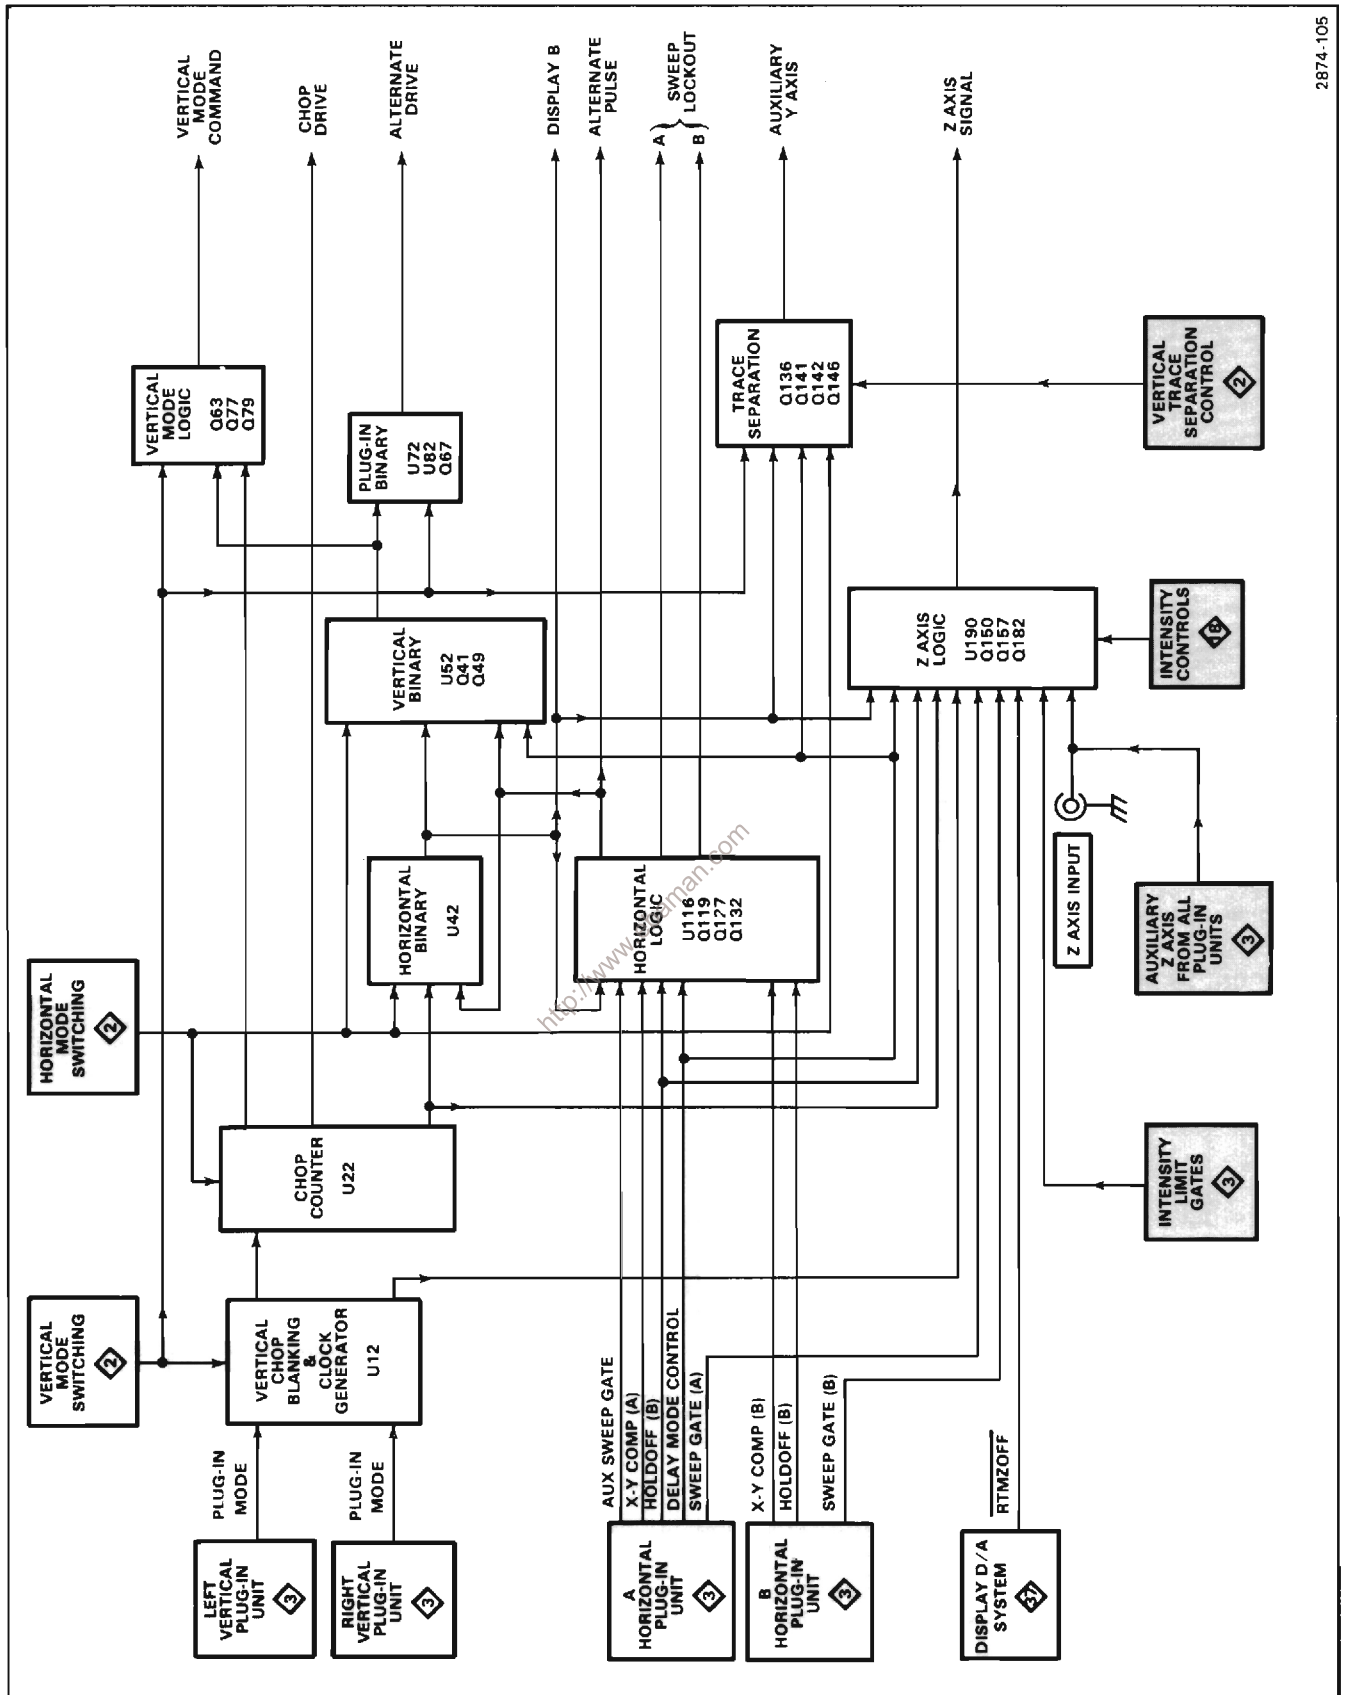 VERTICAL
MODE
SWITCHING
2
HORIZONTAL
MODE
SWITCHING
2
LEFT
VERTICAL
PLUG-IN
UNIT
3
PLUG-IN
MODE
RIGHT
VERTICAL
PLUG-IN
UNIT
3
PLUG-IN
MODE
VERTICAL
CHOP
BLANKING
&
CLOCK
GENERATOR
U12
CHOP
COUNTER
U22
HORIZONTAL
BINARY
U42
VERTICAL
BINARY
U52
Q41
Q49
VERTICAL
MODE
LOGIC
Q63
Q77
Q79
PLUG-IN
BINARY
U72
U82
Q67
VERTICAL
MODE
COMMAND
CHOP
DRIVE
ALTERNATE
DRIVE
DISPLAY B
ALTERNATE
PULSE
A
B
SWEEP
LOCKOUT
AUXILIARY
Y AXIS
Z AXIS
SIGNAL
A
HORIZONTAL
PLUG-IN
UNIT
3
AUX SWEEP GATE
X-Y COMP (A)
HOLDOFF (B)
DELAY MODE CONTROL
SWEEP GATE (A)
B
HORIZONTAL
PLUG-IN
UNIT
3
X-Y COMP (B)
HOLDOFF (B)
SWEEP GATE (B)
DISPLAY D/A
SYSTEM
37
RTMZOFF
HORIZONTAL
LOGIC
U116
Q119
Q127
Q132
TRACE
SEPARATION
Q136
Q141
Q142
Q146
Z AXIS
LOGIC
U190
Q150
Q157
Q182
Z AXIS INPUT
INTENSITY
LIMIT
GATES
3
AUXILIARY
Z AXIS
FROM ALL
PLUG-IN
UNITS
3
INTENSITY
CONTROLS
18
VERTICAL
TRACE
SEPARATION
CONTROL
2
2874-105